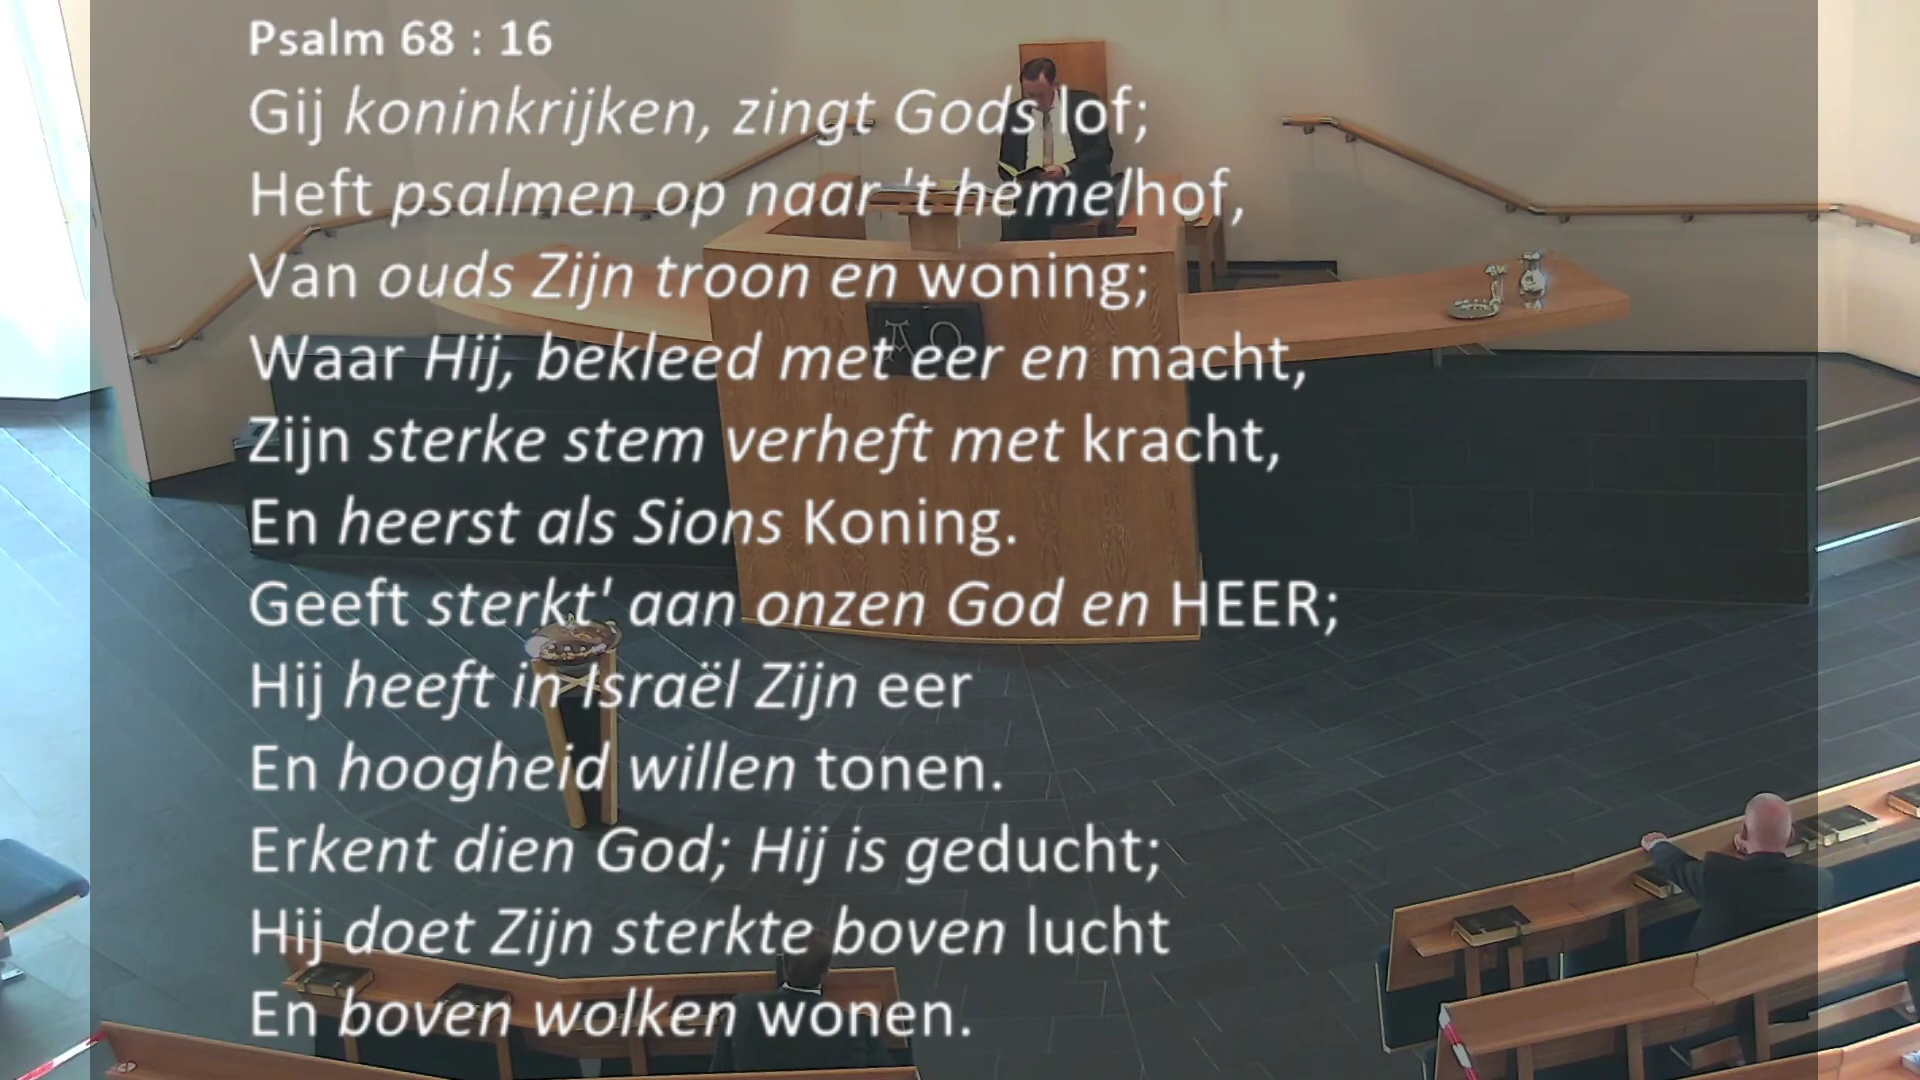 Psalm 68 : 16
Gij koninkrijken, zingt Gods lof;
Heft psalmen op naar 't hemelhof,
Van ouds Zijn troon en woning;
Waar Hij, bekleed met eer en macht,
Zijn sterke stem verheft met kracht,
En heerst als Sions Koning.
Geeft sterkt' aan onzen God en HEER;
Hij heeft in Israël Zijn eer
En hoogheid willen tonen.
Erkent dien God; Hij is geducht;
Hij doet Zijn sterkte boven lucht
En boven wolken wonen.
Α Ω